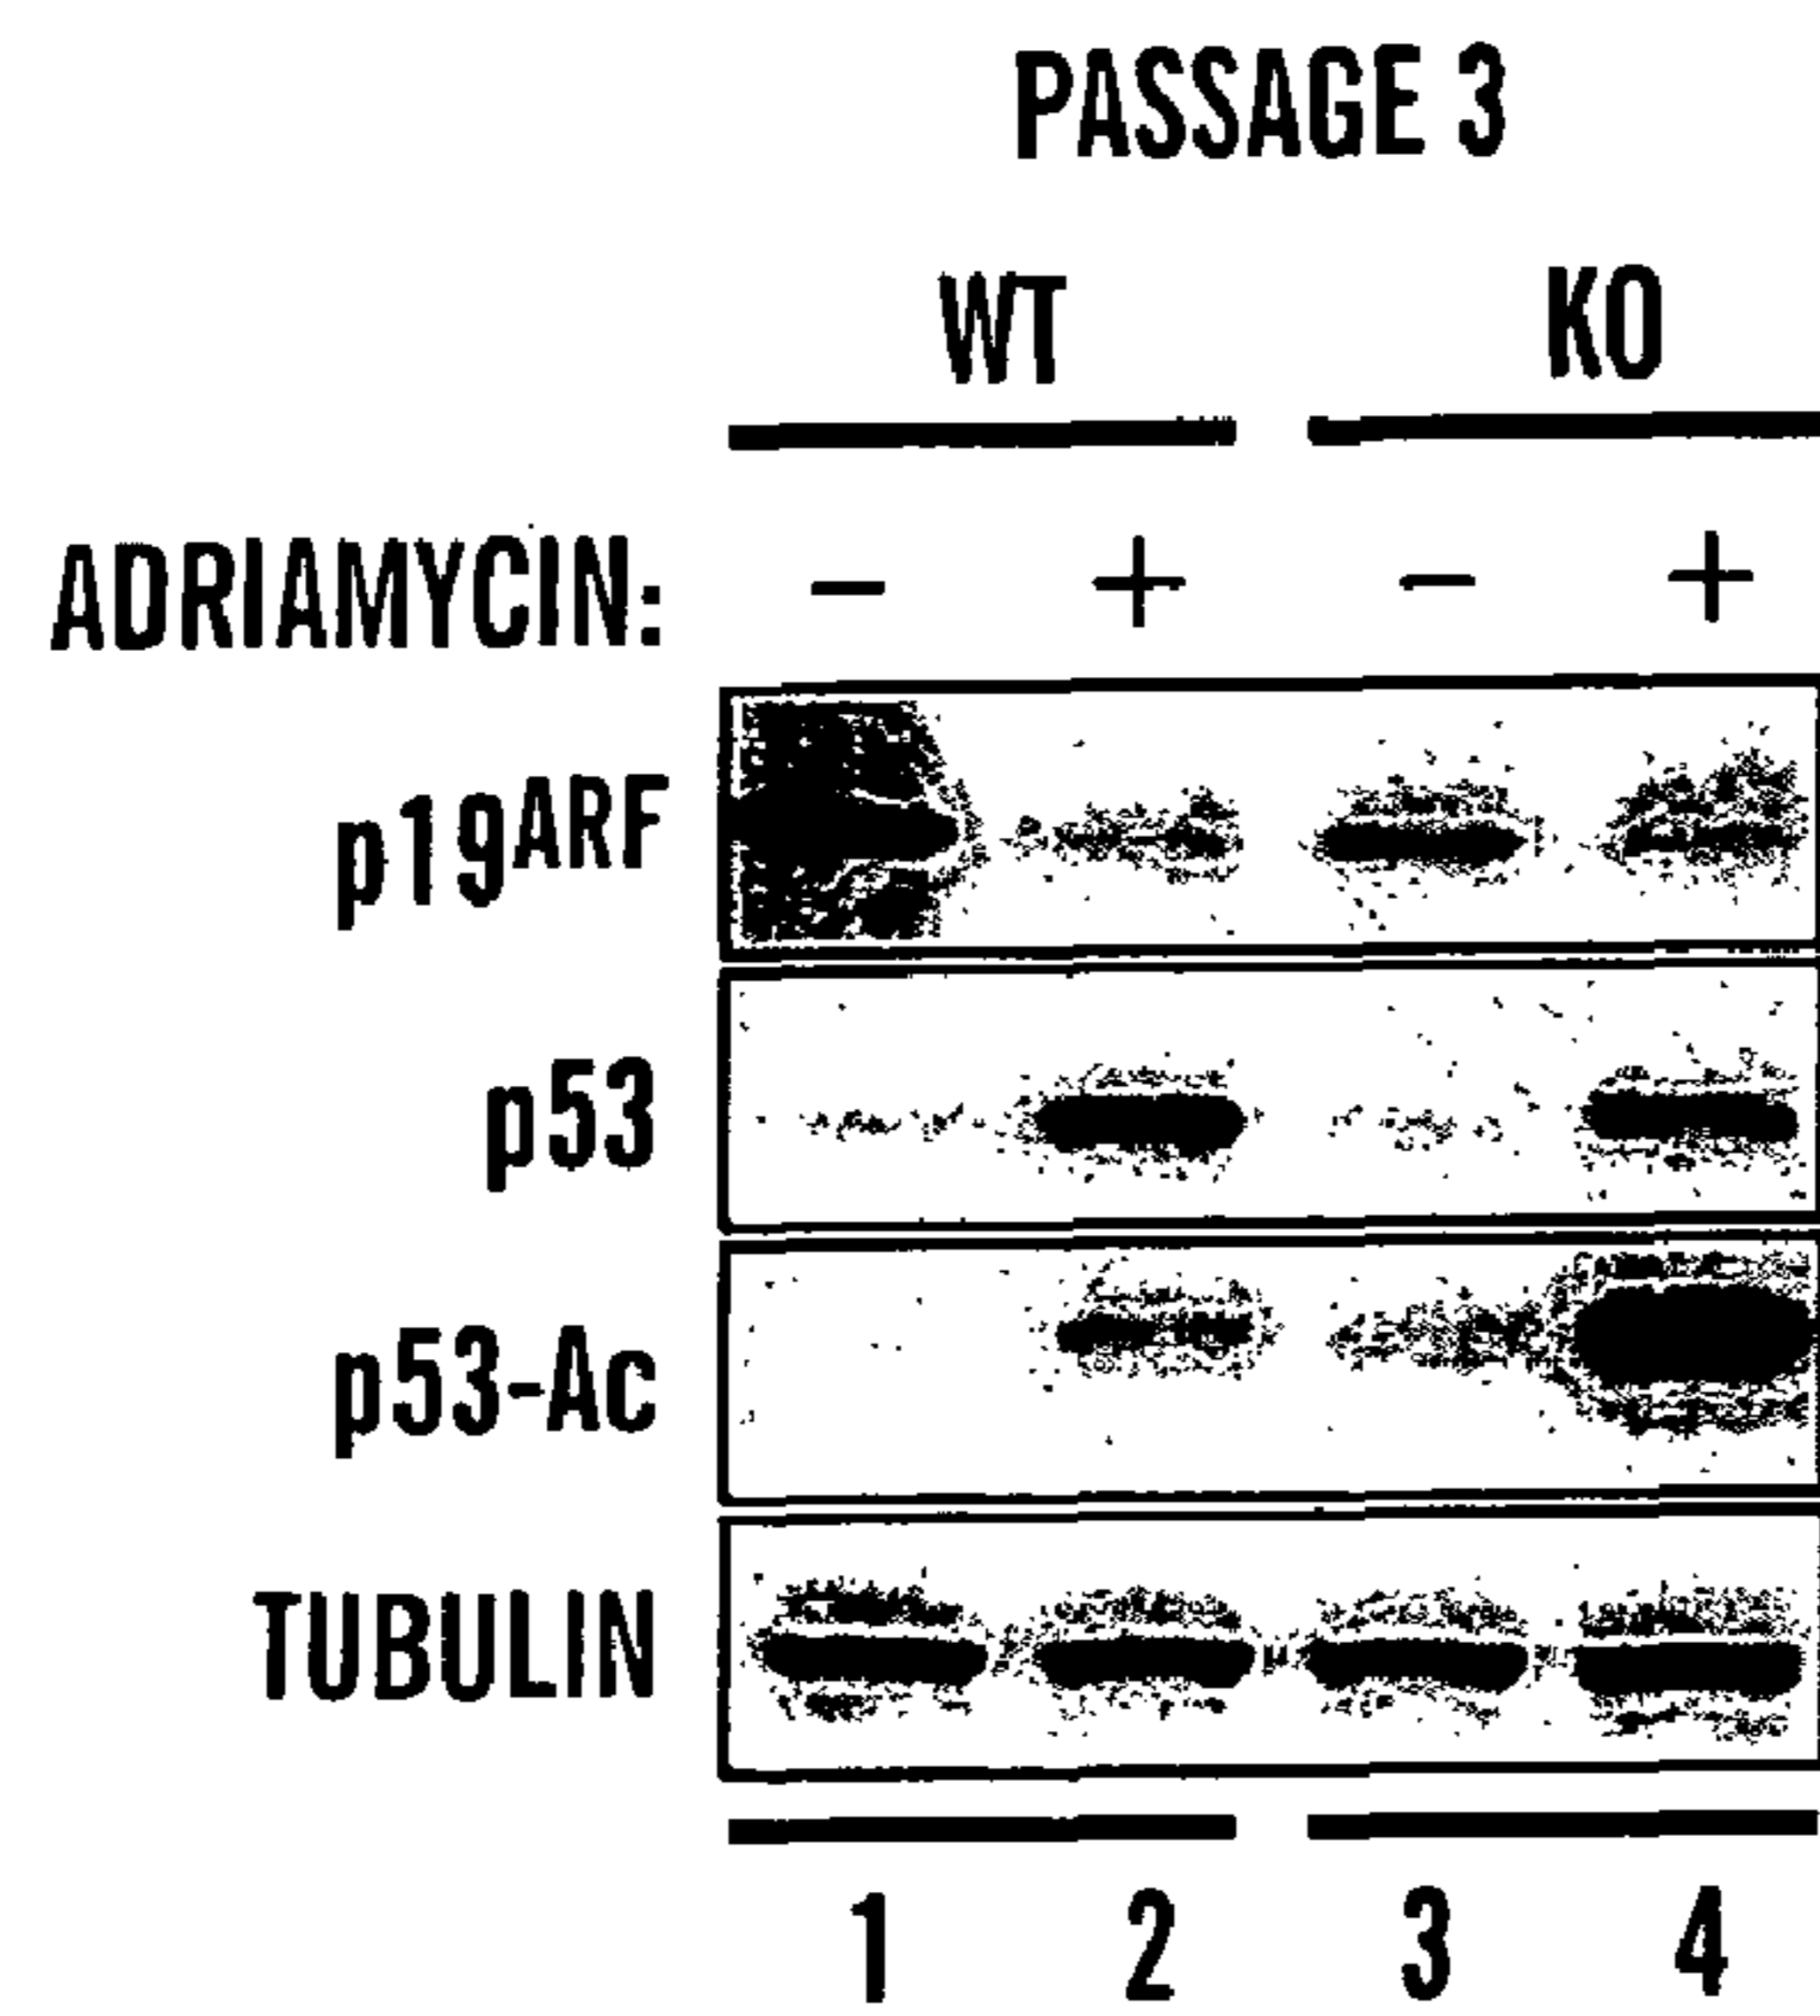 PASSAGE 3
WT KO
ADRIAMYCIN: – + – +
p19ARF
p53
p53-Ac
TUBULIN
1 2 3 4